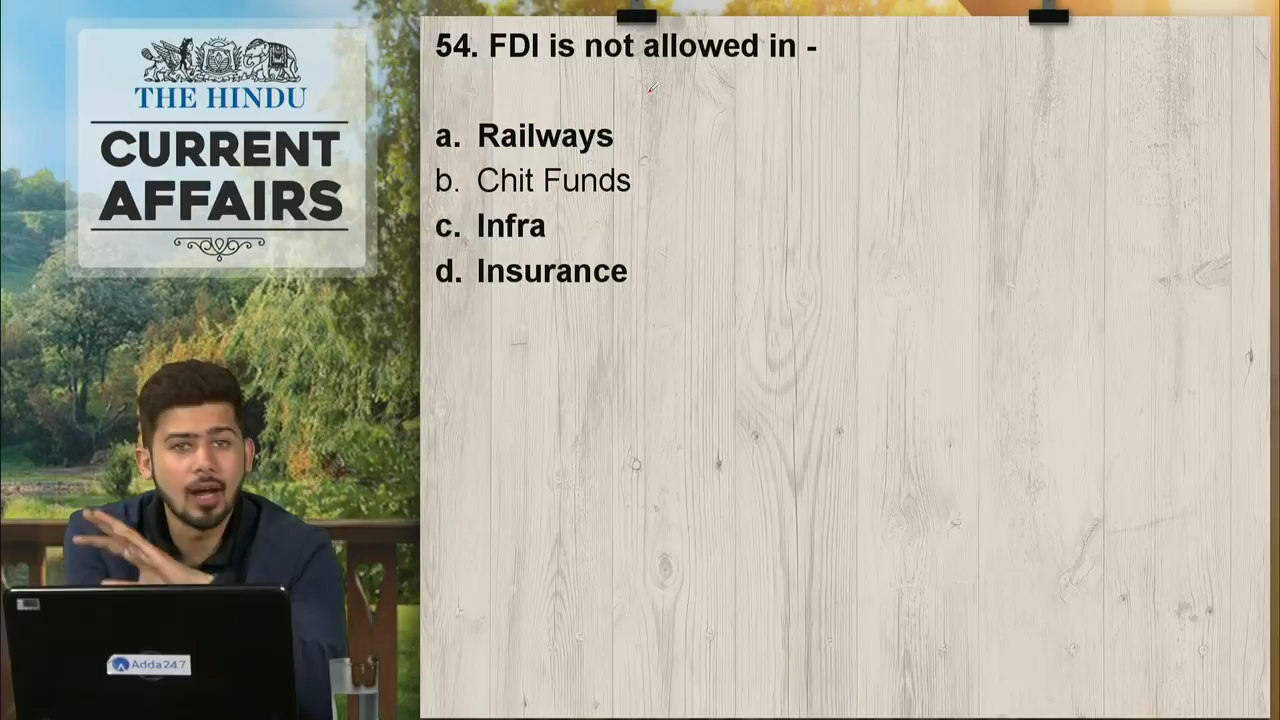 THE HINDU
CURRENT
AFFAIRS
54. FDI is not allowed in -
a. Railways
b. Chit Funds
c. Infra
d. Insurance
Adda247